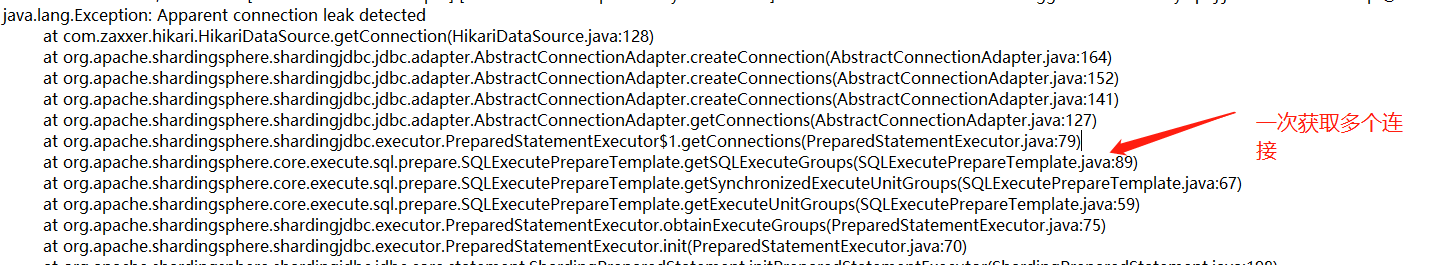 java.lang.Exception: Apparent connection leak detected
at com.zaxxer.hikari.HikariDataSource.getConnection(HikariDataSource.java:128)
at org.apache.shardingsphere.shardingjdbc.jdbc.adapter.AbstractConnectionAdapter.createConnection(AbstractConnectionAdapter.java:164)
at org.apache.shardingsphere.shardingjdbc.jdbc.adapter.AbstractConnectionAdapter.createConnections(AbstractConnectionAdapter.java:152)
at org.apache.shardingsphere.shardingjdbc.jdbc.adapter.AbstractConnectionAdapter.createConnections(AbstractConnectionAdapter.java:141)
at org.apache.shardingsphere.shardingjdbc.jdbc.adapter.AbstractConnectionAdapter.getConnections(AbstractConnectionAdapter.java:127)
at org.apache.shardingsphere.shardingjdbc.executor.PreparedStatementExecutor$1.getConnections(PreparedStatementExecutor.java:79)
at org.apache.shardingsphere.core.execute.sql.prepare.SQLExecutePrepareTemplate.getSQLExecuteGroups(SQLExecutePrepareTemplate.java:89)
at org.apache.shardingsphere.core.execute.sql.prepare.SQLExecutePrepareTemplate.getSynchronizedExecuteUnitGroups(SQLExecutePrepareTemplate.java:67)
at org.apache.shardingsphere.core.execute.sql.prepare.SQLExecutePrepareTemplate.getExecuteUnitGroups(SQLExecutePrepareTemplate.java:59)
at org.apache.shardingsphere.shardingjdbc.executor.PreparedStatementExecutor.obtainExecuteGroups(PreparedStatementExecutor.java:75)
at org.apache.shardingsphere.shardingjdbc.executor.PreparedStatementExecutor.init(PreparedStatementExecutor.java:70)
一次获取多个连
接